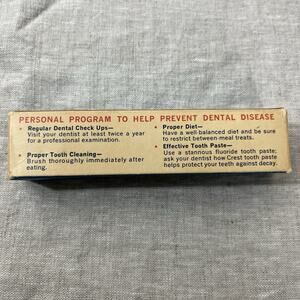 PERSONAL PROGRAM TO HELP PREVENT DENTAL DISEASE
• Regular Dental Check Ups—
Visit your dentist at least twice a year
for a professional examination.
• Proper Tooth Cleaning—
Brush thoroughly immediately after
eating.
• Proper Diet—
Have a well-balanced diet and be sure
to restrict between-meal treats.
• Effective Tooth Paste—
Use a stannous fluoride tooth paste;
ask your dentist how Crest tooth paste
helps protect your teeth against decay.